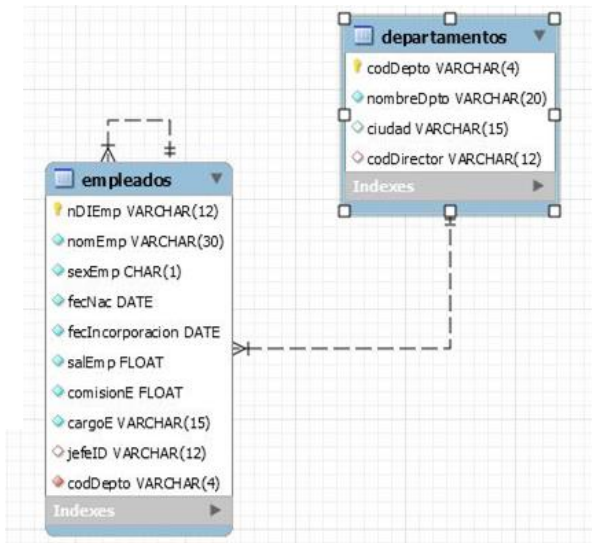 departamentos
codDepto VARCHAR(4)
nombreDpto VARCHAR(20)
ciudad VARCHAR(15)
codDirector VARCHAR(12)
Indexes
empleados
nDIEmp VARCHAR(12)
nomEmp VARCHAR(30)
sexEmp CHAR(1)
fecNac DATE
fecIncorporacion DATE
salEmp FLOAT
comisionE FLOAT
cargoE VARCHAR(15)
jefeID VARCHAR(12)
codDepto VARCHAR(4)
Indexes